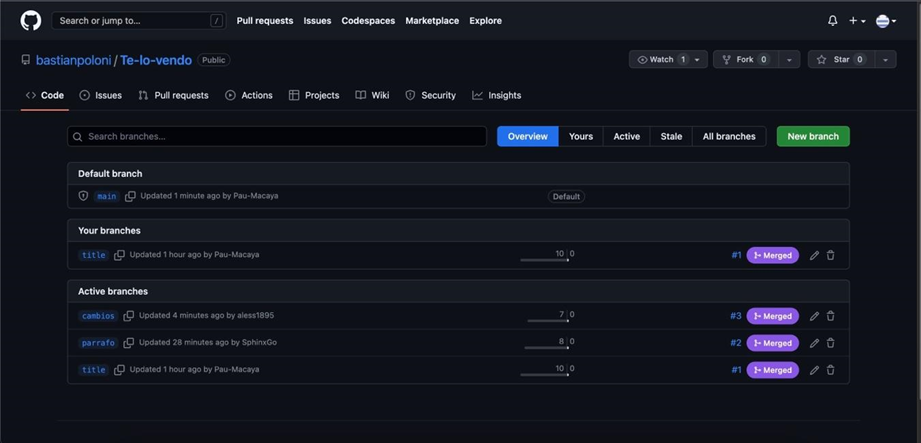 Search or jump to... / Pull requests Issues Codespaces Marketplace Explore
bastianpoloni / Te-lo-vendo Public Watch 1 Fork 0 Star 0
Code Issues Pull requests Actions Projects Wiki Security Insights
Search branches... Overview Yours Active Stale All branches New branch
Default branch
main Updated 1 minute ago by Pau-Macaya Default
Your branches
title Updated 1 hour ago by Pau-Macaya 10 0 #1 Merged
Active branches
cambios Updated 4 minutes ago by aless1895 7 0 #3 Merged
parrafo Updated 28 minutes ago by SphinxGo 8 0 #2 Merged
title Updated 1 hour ago by Pau-Macaya 10 0 #1 Merged